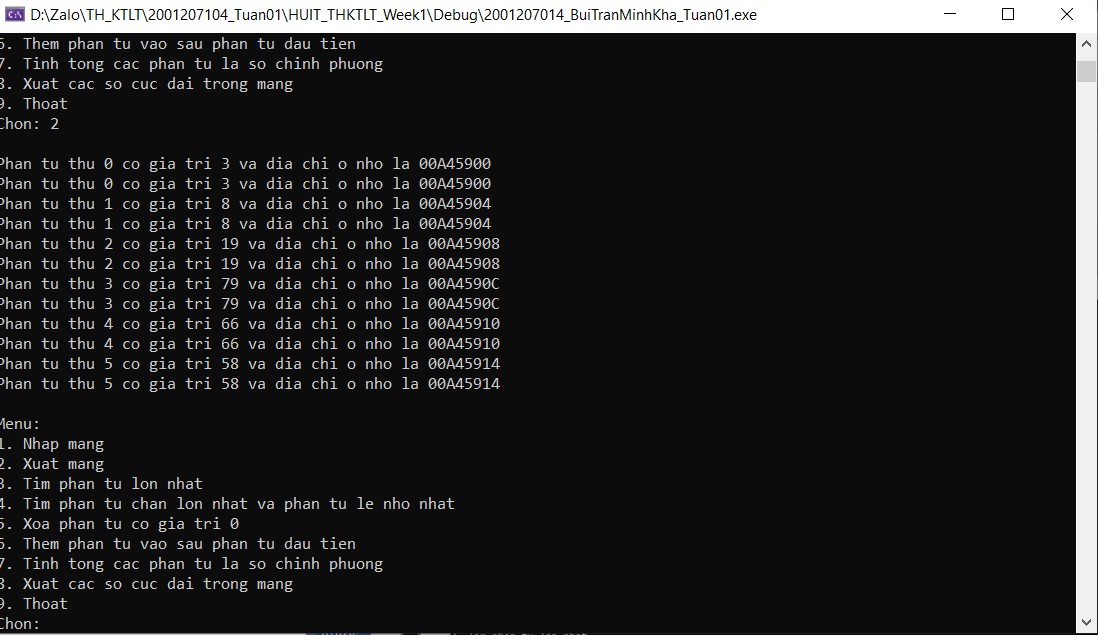 D:\Zalo\TH_KTLT\2001207104_Tuan01\HUIT_THKTLT_Week1\Debug\2001207014_BuiTranMinhKha_Tuan01.exe
6. Them phan tu vao sau phan tu dau tien
7. Tinh tong cac phan tu la so chinh phuong
8. Xuat cac so cuc dai trong mang
9. Thoat
Chon: 2
Phan tu thu 0 co gia tri 3 va dia chi o nho la 00A45900
Phan tu thu 0 co gia tri 3 va dia chi o nho la 00A45900
Phan tu thu 1 co gia tri 8 va dia chi o nho la 00A45904
Phan tu thu 1 co gia tri 8 va dia chi o nho la 00A45904
Phan tu thu 2 co gia tri 19 va dia chi o nho la 00A45908
Phan tu thu 2 co gia tri 19 va dia chi o nho la 00A45908
Phan tu thu 3 co gia tri 79 va dia chi o nho la 00A4590C
Phan tu thu 3 co gia tri 79 va dia chi o nho la 00A4590C
Phan tu thu 4 co gia tri 66 va dia chi o nho la 00A45910
Phan tu thu 4 co gia tri 66 va dia chi o nho la 00A45910
Phan tu thu 5 co gia tri 58 va dia chi o nho la 00A45914
Phan tu thu 5 co gia tri 58 va dia chi o nho la 00A45914
Menu:
1. Nhap mang
2. Xuat mang
3. Tim phan tu lon nhat
4. Tim phan tu chan lon nhat va phan tu le nho nhat
5. Xoa phan tu co gia tri 0
6. Them phan tu vao sau phan tu dau tien
7. Tinh tong cac phan tu la so chinh phuong
8. Xuat cac so cuc dai trong mang
9. Thoat
Chon: